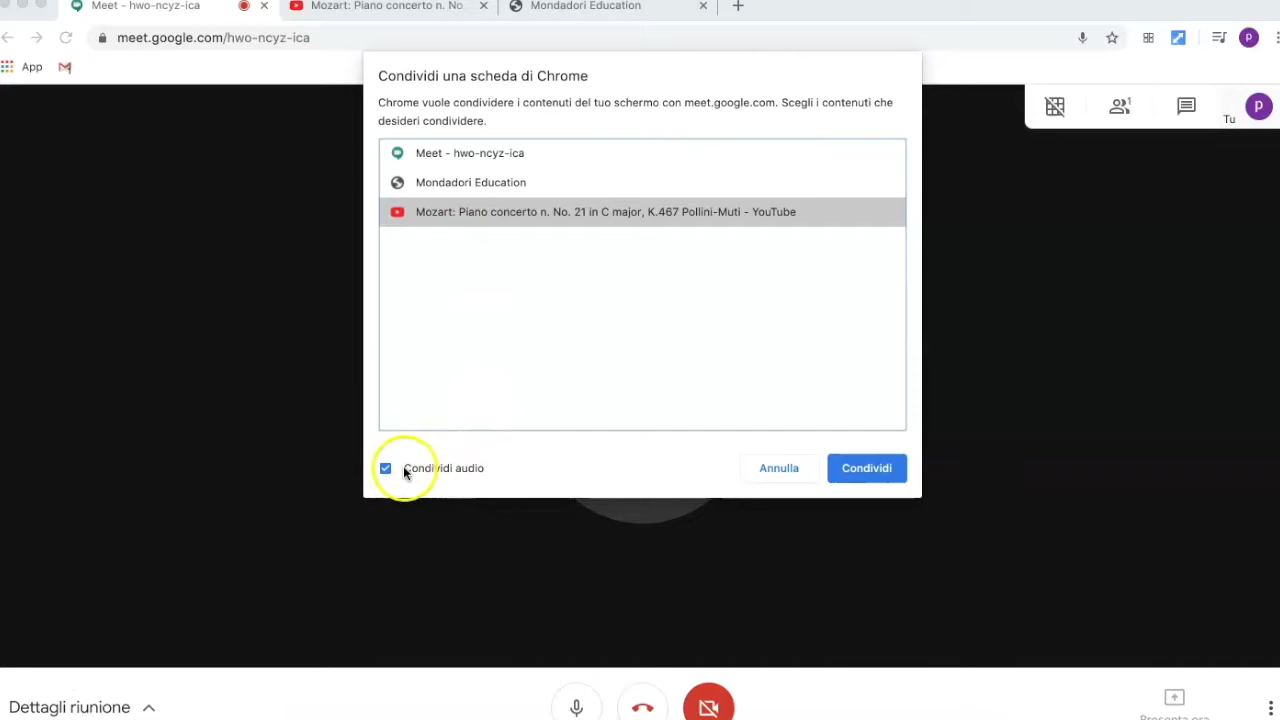 Meet - hwo-ncyz-ica
Mozart: Piano concerto n. No
Mondadori Education
meet.google.com/hwo-ncyz-ica
P
App
Condividi una scheda di Chrome
Chrome vuole condividere i contenuti del tuo schermo con meet.google.com. Scegli i contenuti che
desideri condividere.
1
Tu
P
Meet - hwo-ncyz-ica
Mondadori Education
Mozart: Piano concerto n. No. 21 in C major, K.467 Pollini-Muti - YouTube
Condividi audio
Annulla
Condividi
Dettagli riunione
Presenta ora